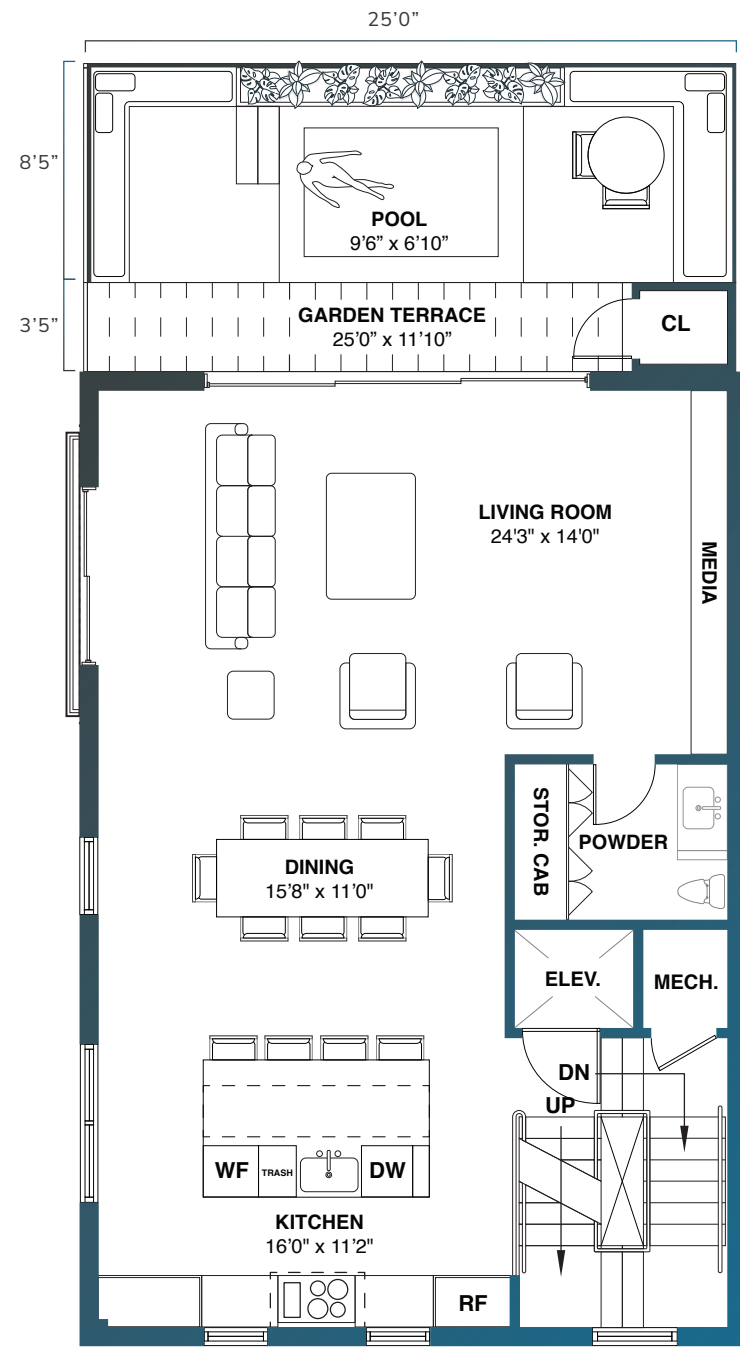 25'0”
8'5”
POOL
9’6” x 6’10”
3'5”
GARDEN TERRACE
25’0” x 11’10”
CL
LIVING ROOM
24'3" x 14'0"
MEDIA
STOR. CAB
POWDER
DINING
15'8" x 11'0"
ELEV.
MECH.
DN
UP
WF
TRASH
DW
KITCHEN
16'0" x 11'2"
RF